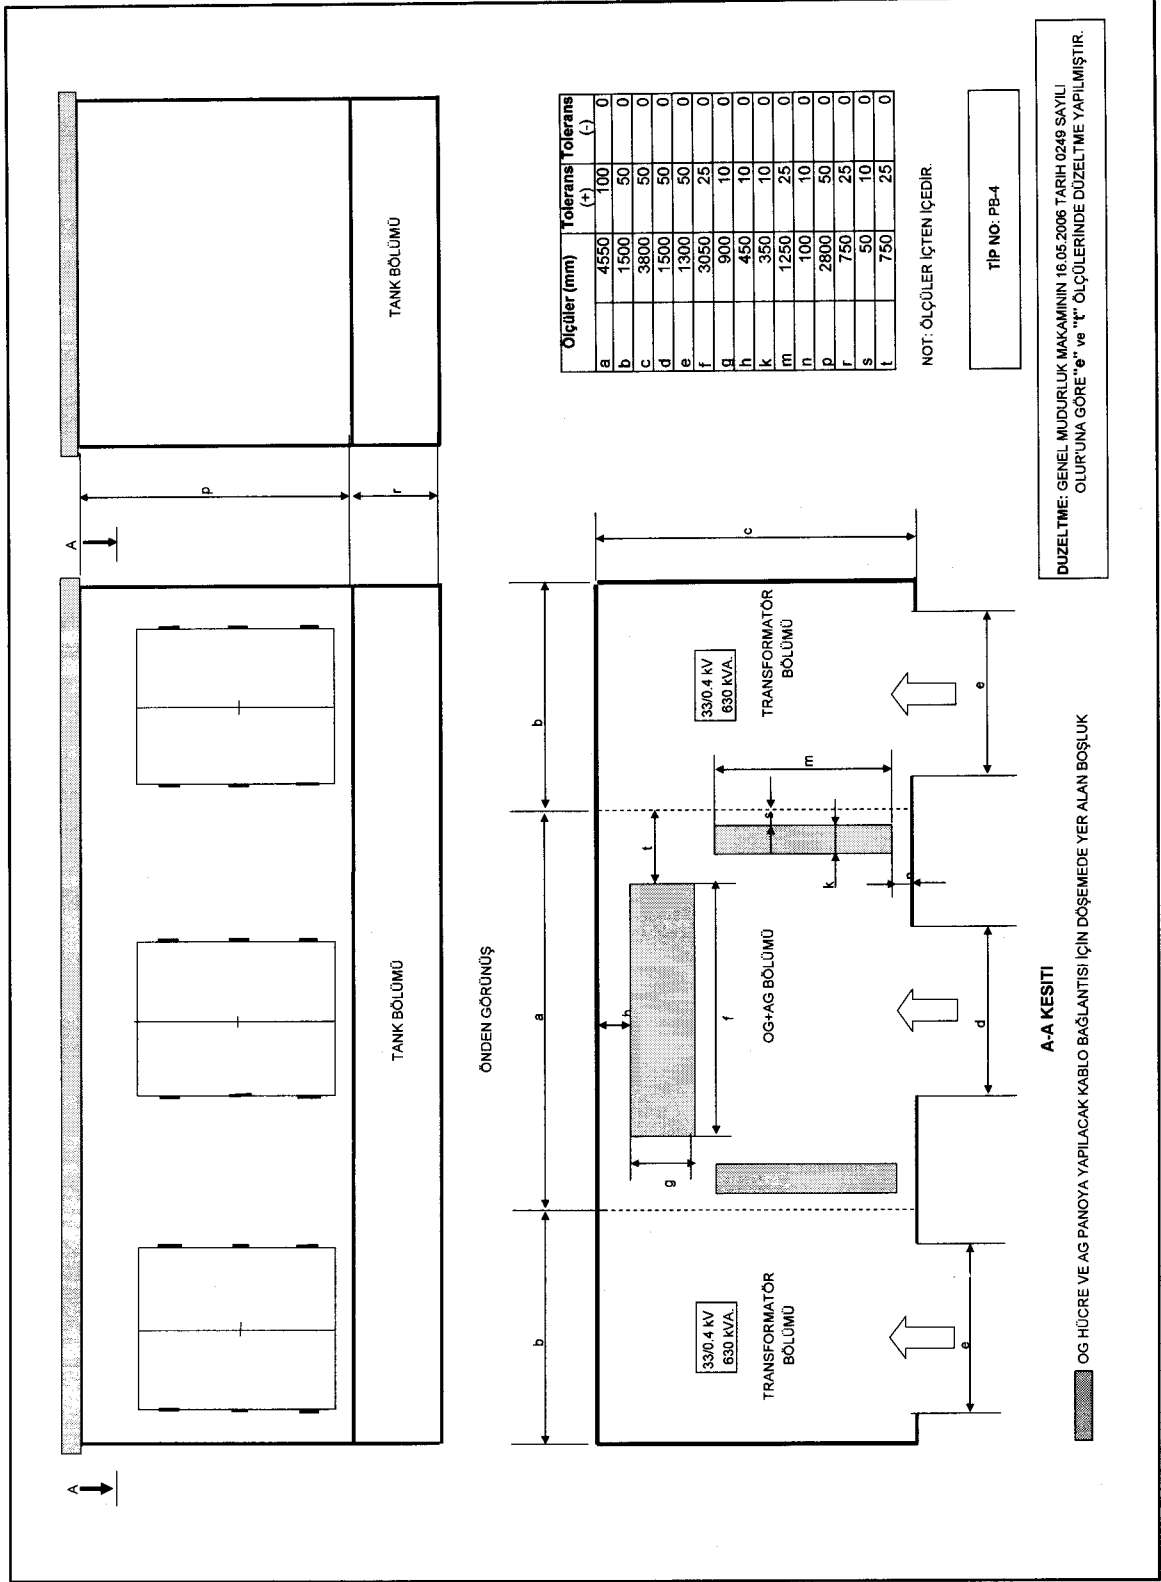 A
A
p
r
TANK BÖLÜMÜ
TANK BÖLÜMÜ
ÖNDEN GÖRÜNÜŞ
b
a
b
c
h
g
f
t
s
k
m
n
33/0.4 kV
630 kVA.
TRANSFORMATÖR
BÖLÜMÜ
OG+AG BÖLÜMÜ
33/0.4 kV
630 kVA.
TRANSFORMATÖR
BÖLÜMÜ
e
d
e
A-A KESITI
OG HÜCRE VE AG PANOYA YAPILACAK KABLO BAĞLANTISI İÇİN DÖŞEMEDE YER ALAN BOŞLUK
Ölçüler (mm) Tolerans (+) Tolerans (-)
a 4550 100 0
b 1500 50 0
c 3800 50 0
d 1500 50 0
e 1300 50 0
f 3050 25 0
g 900 10 0
h 450 10 0
k 350 10 0
m 1250 25 0
n 100 10 0
p 2800 50 0
r 750 25 0
s 50 10 0
t 750 25 0
NOT: ÖLÇÜLER İÇTEN İÇEDİR.
TİP NO: PB-4
DUZELTME: GENEL MUDURLUK MAKAMININ 16.05.2006 TARIH 0249 SAYILI
OLUR'UNA GÖRE "e" ve "t" ÖLÇÜLERİNDE DÜZELTME YAPILMIŞTIR.